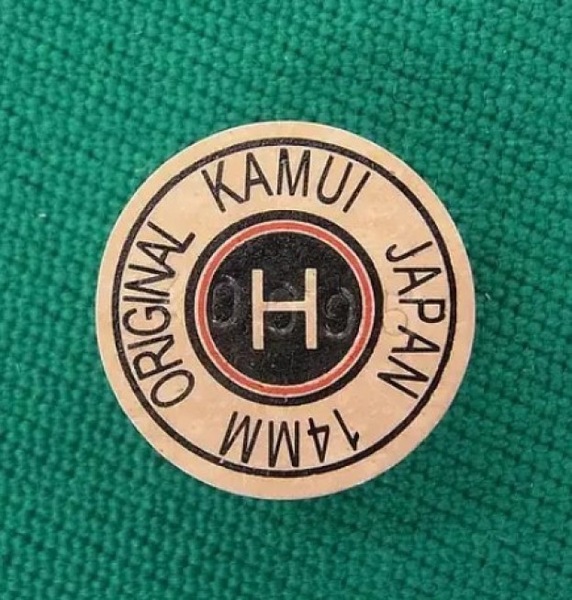 ORIGINAL KAMUI JAPAN 14MM
H